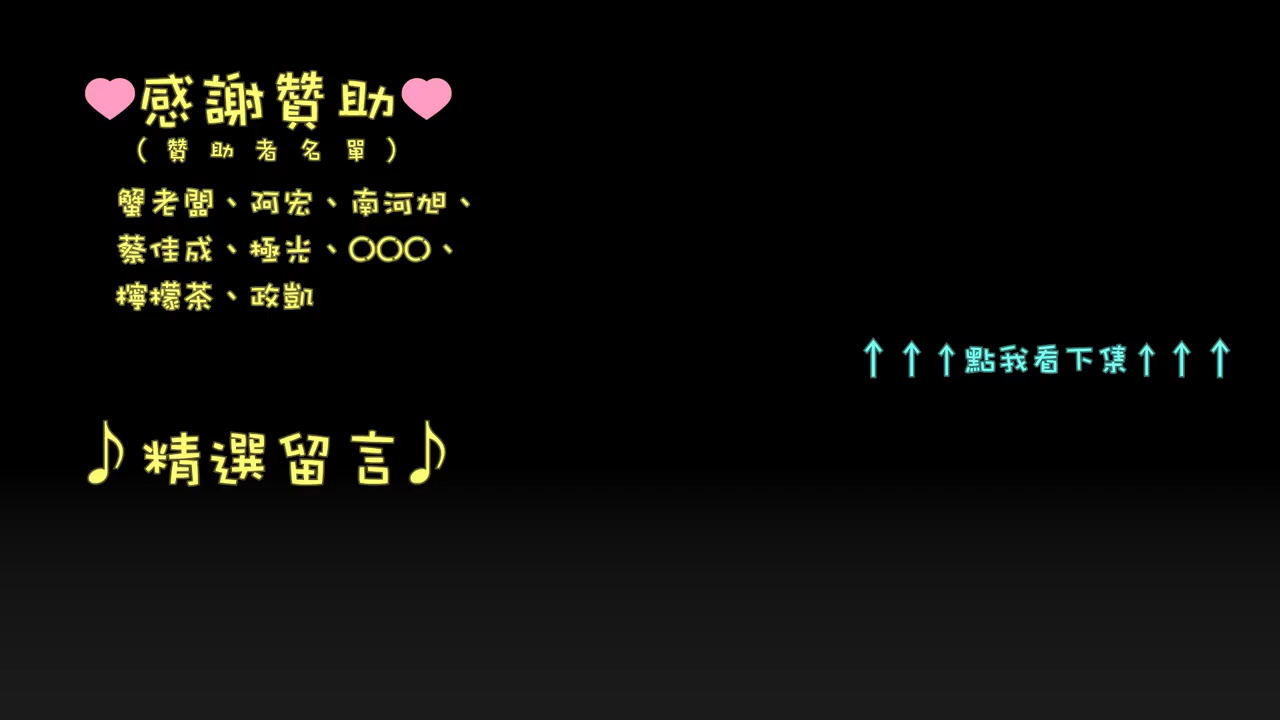 感謝贊助
(贊助者名單)
蟹老闆、阿宏、南河旭、
蔡佳成、極光、〇〇〇、
檸檬茶、政凱
↑↑↑點我看下集↑↑↑
♪精選留言♪